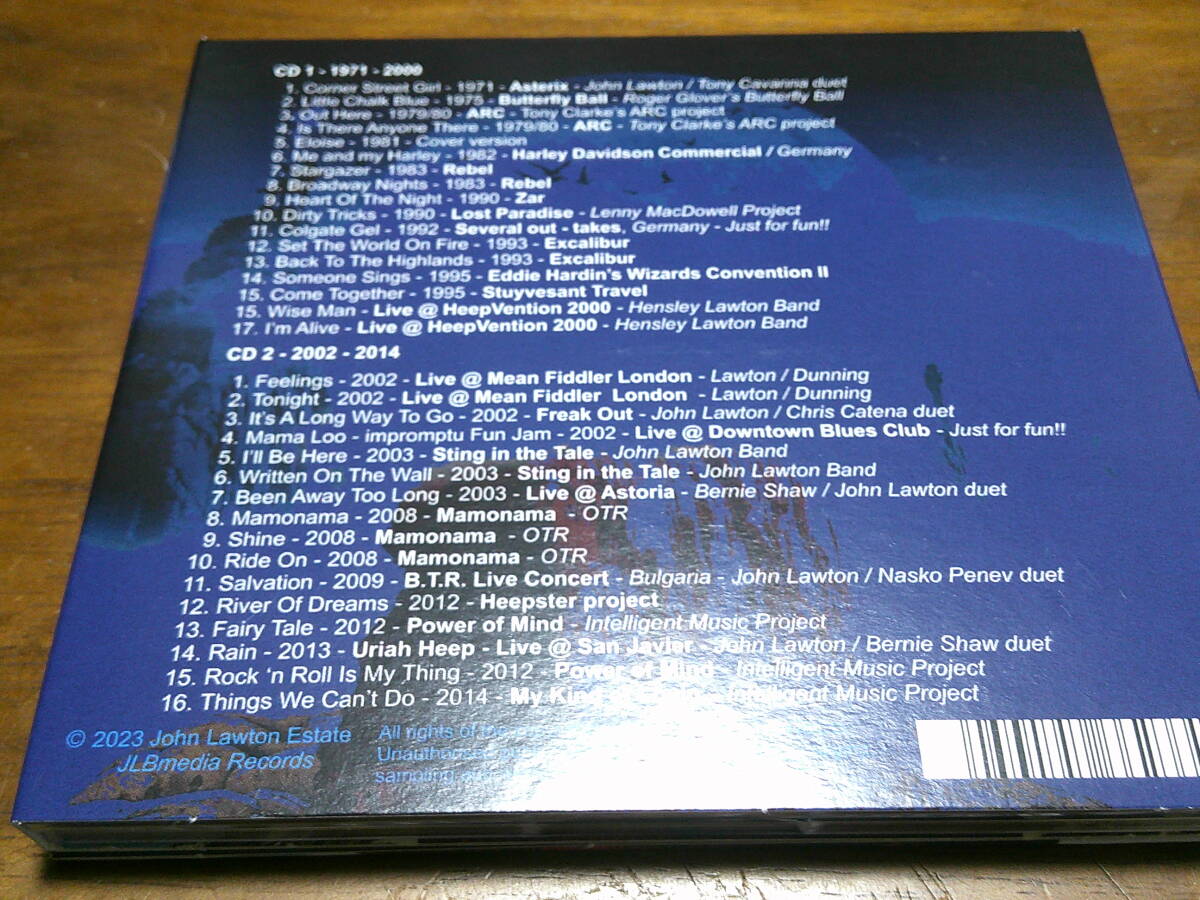 CD 1 - 1971 - 2000
1. Corner Street Girl - 1971 - Asterix - John Lawton / Tony Cavanna duet
2. Little Chalk Blue - 1975 - Butterfly Ball - Roger Glover's Butterfly Ball
3. Out Here - 1979/80 - ARC - Tony Clarke's ARC project
4. Is There Anyone There - 1979/80 - ARC - Tony Clarke's ARC project
5. Eloise - 1981 - Cover version
6. Me and my Harley - 1982 - Harley Davidson Commercial / Germany
7. Stargazer - 1983 - Rebel
8. Broadway Nights - 1983 - Rebel
9. Heart Of The Night - 1990 - Zar
10. Dirty Tricks - 1990 - Lost Paradise - Lenny MacDowell Project
11. Colgate Gel - 1992 - Several out - takes, Germany - Just for fun!!
12. Set The World On Fire - 1993 - Excalibur
13. Back To The Highlands - 1993 - Excalibur
14. Someone Sings - 1995 - Eddie Hardin's Wizards Convention II
15. Come Together - 1995 - Stuyvesant Travel
15. Wise Man - Live @ HeepVention 2000 - Hensley Lawton Band
17. I'm Alive - Live @ HeepVention 2000 - Hensley Lawton Band
CD 2 - 2002 - 2014
1. Feelings - 2002 - Live @ Mean Fiddler London - Lawton / Dunning
2. Tonight - 2002 - Live @ Mean Fiddler London - Lawton / Dunning
3. It's A Long Way To Go - 2002 - Freak Out - John Lawton / Chris Catena duet
4. Mama Loo - impromptu Fun Jam - 2002 - Live @ Downtown Blues Club - Just for fun!!
5. I'll Be Here - 2003 - Sting in the Tale - John Lawton Band
6. Written On The Wall - 2003 - Sting in the Tale - John Lawton Band
7. Been Away Too Long - 2003 - Live @ Astoria - Bernie Shaw / John Lawton duet
8. Mamonama - 2008 - Mamonama - OTR
9. Shine - 2008 - Mamonama - OTR
10. Ride On - 2008 - Mamonama - OTR
11. Salvation - 2009 - B.T.R. Live Concert - Bulgaria - John Lawton / Nasko Penev duet
12. River Of Dreams - 2012 - Heepster project
13. Fairy Tale - 2012 - Power of Mind - Intelligent Music Project
14. Rain - 2013 - Uriah Heep - Live @ San Javier - John Lawton / Bernie Shaw duet
15. Rock 'n Roll Is My Thing - 2012 - Power of Mind - Intelligent Music Project
16. Things We Can't Do - 2014 - My Kind of - Intelligent Music Project
© 2023 John Lawton Estate
JLBmedia Records
All rights of the
Unauthorised
sampling